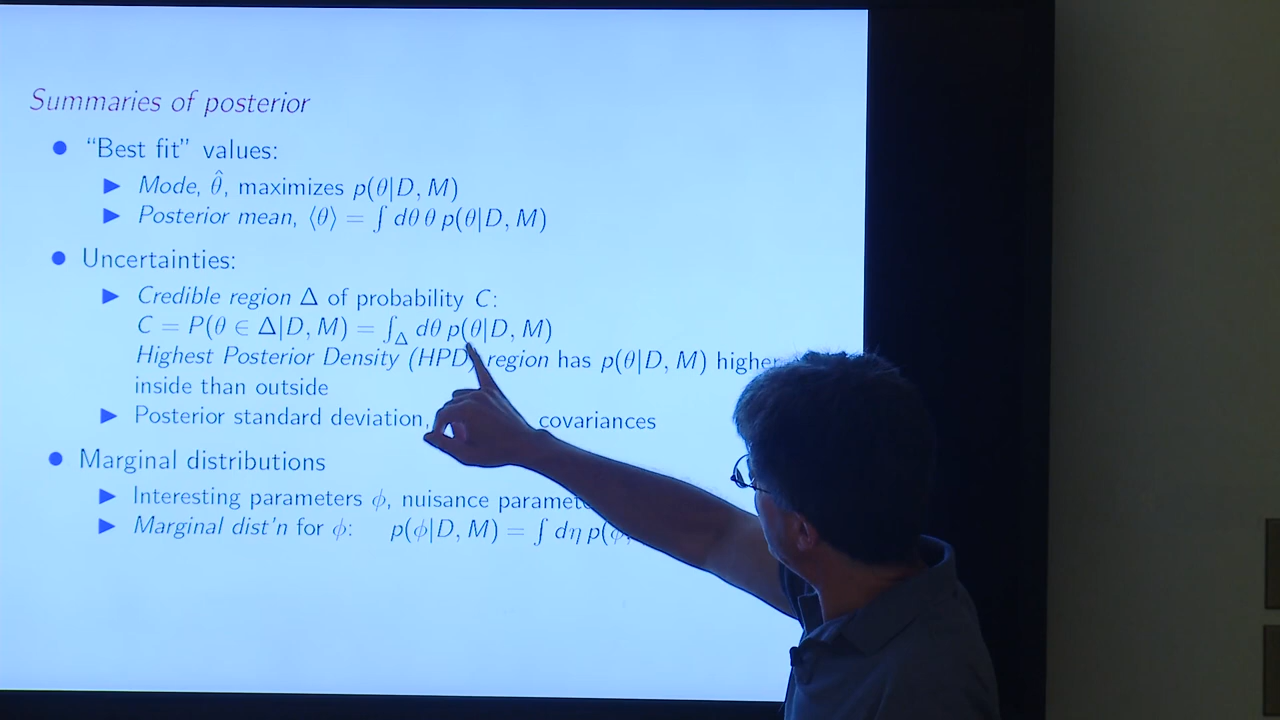 Summaries of posterior
● “Best fit” values:
▶ Mode, θ̂, maximizes p(θ|D, M)
▶ Posterior mean, ⟨θ⟩ = ∫ dθ θ p(θ|D, M)
● Uncertainties:
▶ Credible region Δ of probability C:
C = P(θ ∈ Δ|D, M) = ∫_Δ dθ p(θ|D, M)
Highest Posterior Density (HPD) region has p(θ|D, M) higher
inside than outside
▶ Posterior standard deviation, covariances
● Marginal distributions
▶ Interesting parameters ϕ, nuisance
▶ Marginal dist’n for ϕ: p(ϕ|D, M) = ∫ dη p(ϕ,